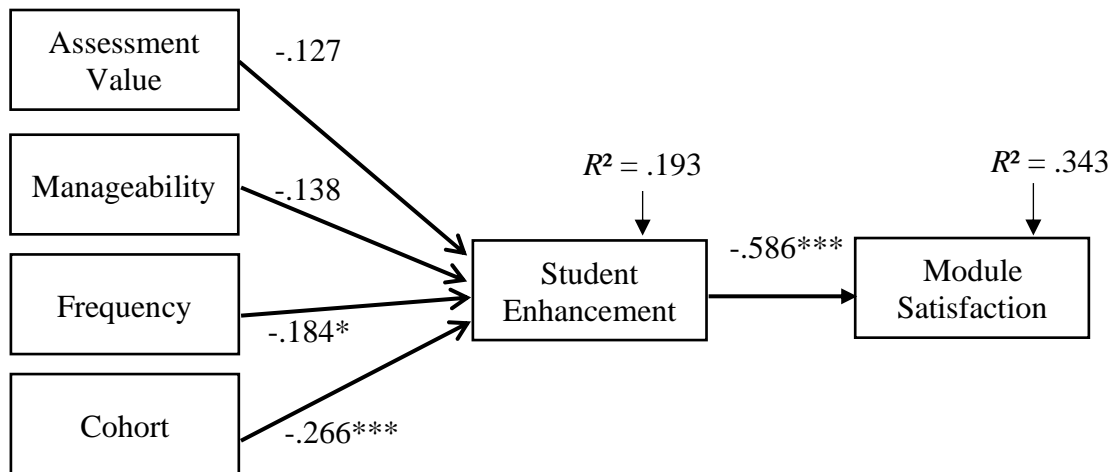 Assessment
Value
-.127
Manageability
-.138
R² = .193
R² = .343
Frequency
-.184*
Student
Enhancement
-.586***
Module
Satisfaction
Cohort
-.266***